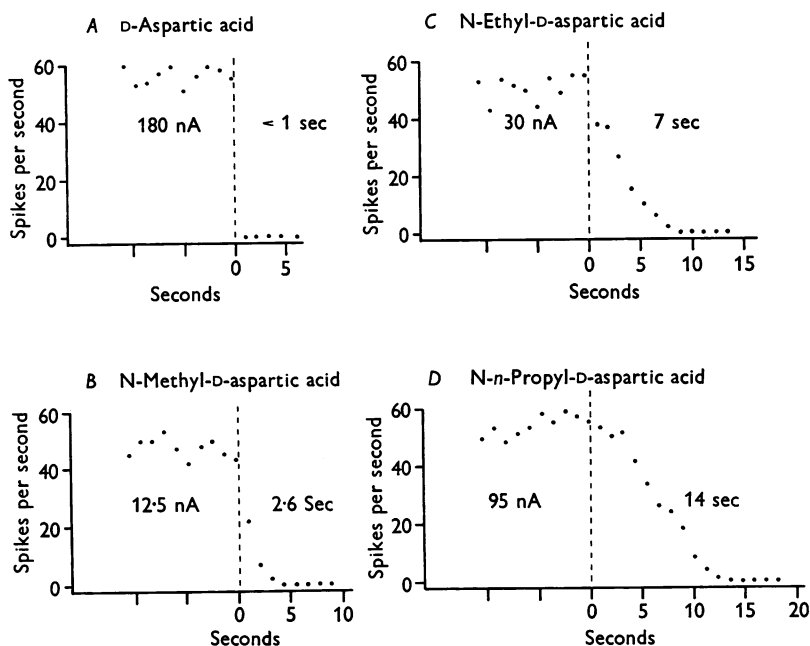 A D-Aspartic acid
Spikes per second
60
40
20
0
180 nA
< 1 sec
0 5
Seconds
C N-Ethyl-D-aspartic acid
Spikes per second
60
40
20
0
30 nA
7 sec
0 5 10 15
Seconds
B N-Methyl-D-aspartic acid
Spikes per second
60
40
20
0
12·5 nA
2·6 Sec
0 5 10
Seconds
D N-n-Propyl-D-aspartic acid
Spikes per second
60
40
20
0
95 nA
14 sec
0 5 10 15 20
Seconds